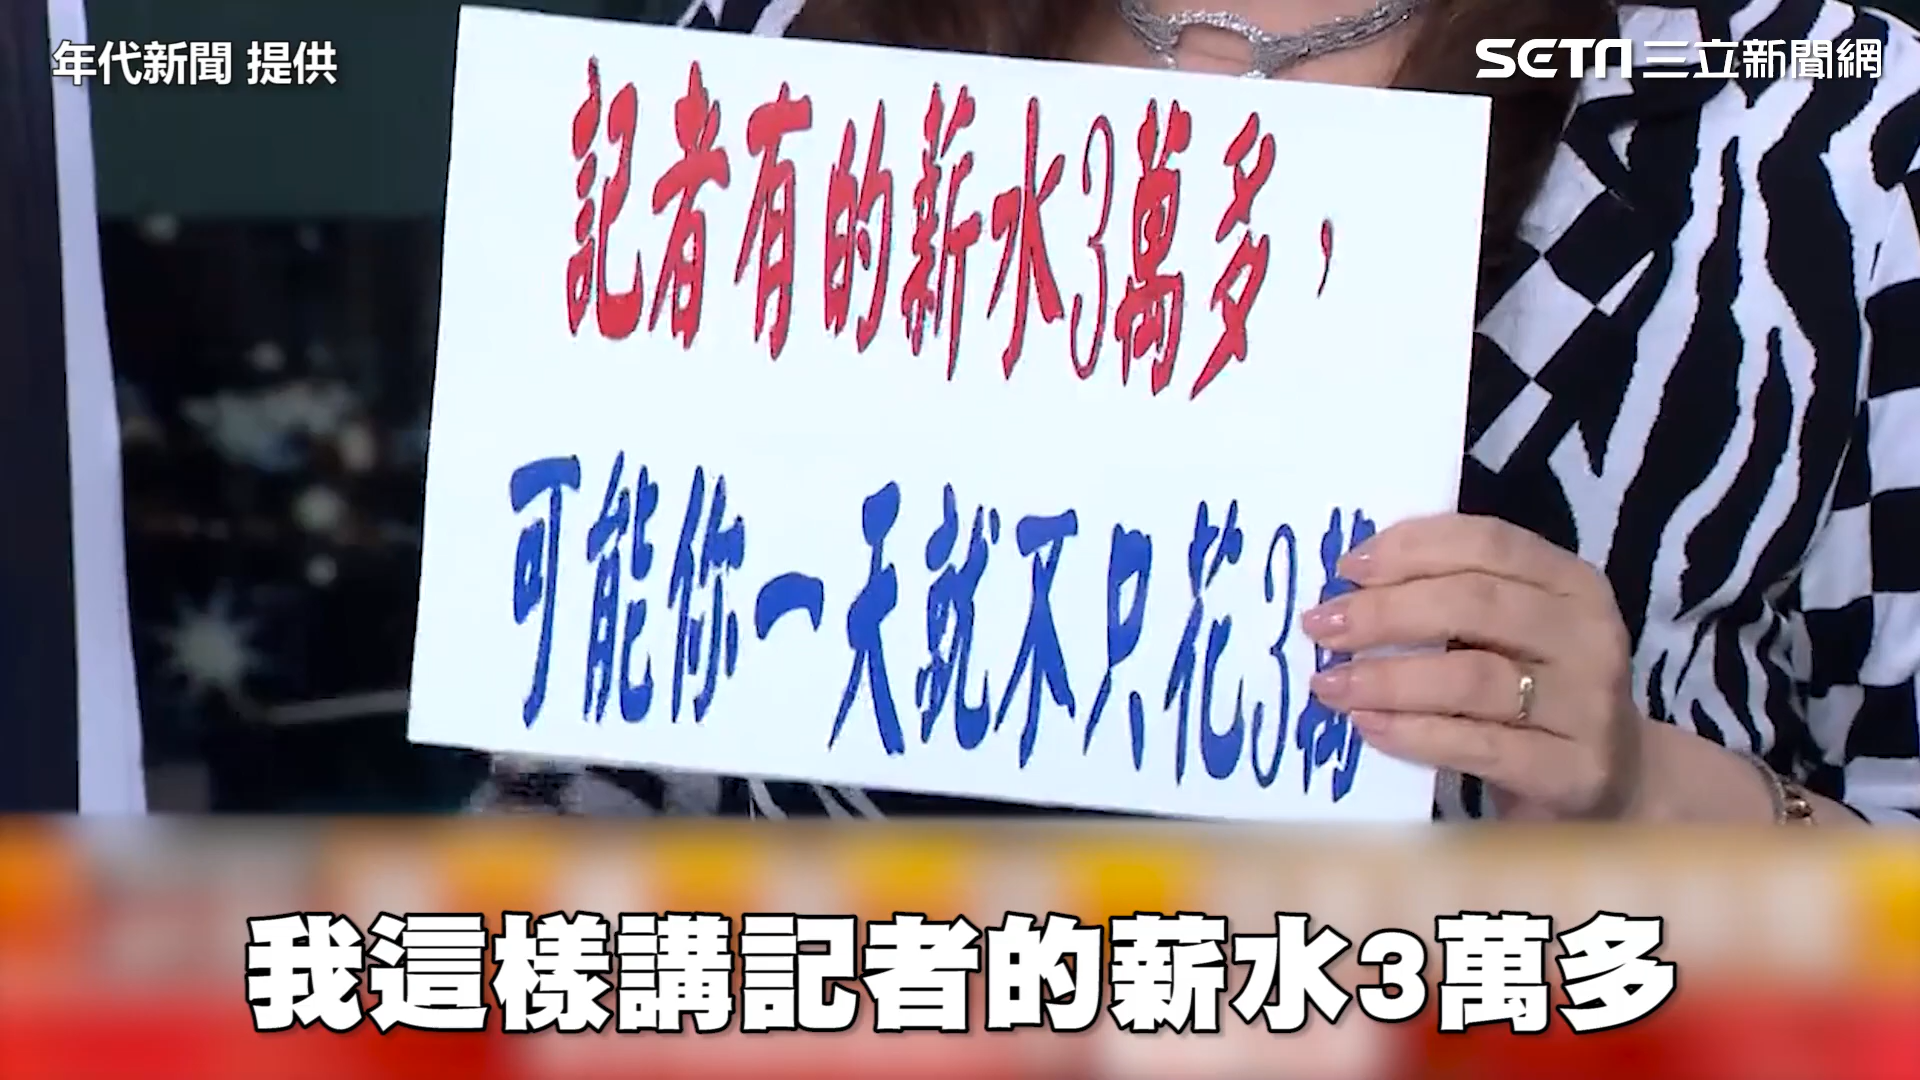 年代新聞 提供
SETN三立新聞網
記者有的薪水3萬多，
可能你一天就不只花3萬
我這樣講記者的薪水3萬多